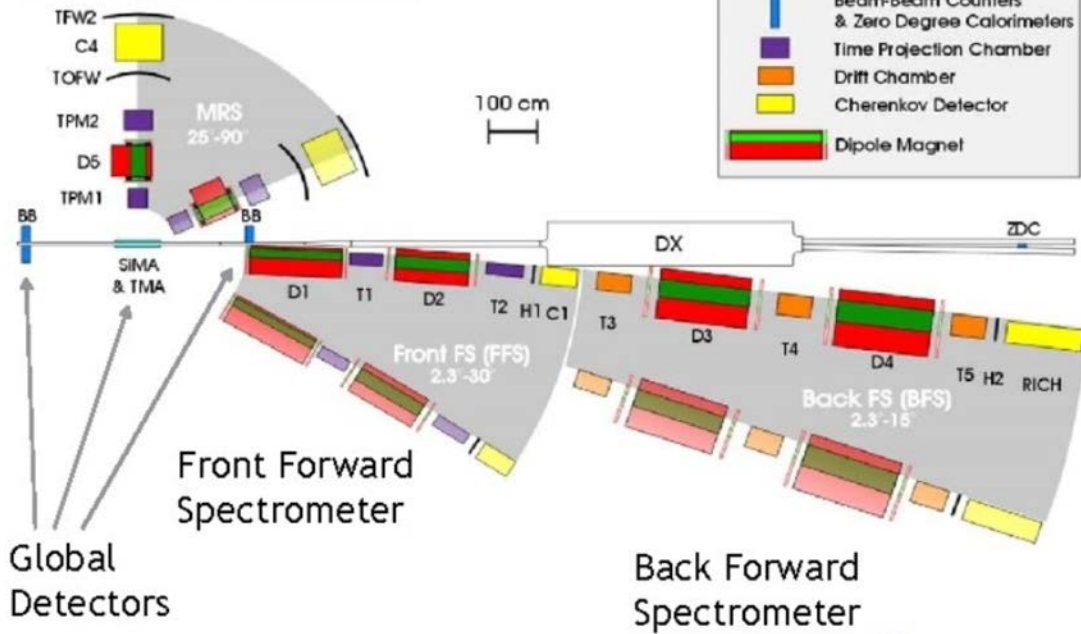 TFW2
C4
TOFW
TPM2
D5
TPM1
MRS
25°-90°
100 cm
Beam-Beam Counters
& Zero Degree Calorimeters
Time Projection Chamber
Drift Chamber
Cherenkov Detector
Dipole Magnet
BB
BB
DX
ZDC
SiMA
& TMA
D1
T1
D2
T2
H1
C1
T3
D3
T4
D4
T5
H2
RICH
Front FS (FFS)
2.3°-30°
Back FS (BFS)
2.3°-15°
Front Forward
Spectrometer
Global
Detectors
Back Forward
Spectrometer